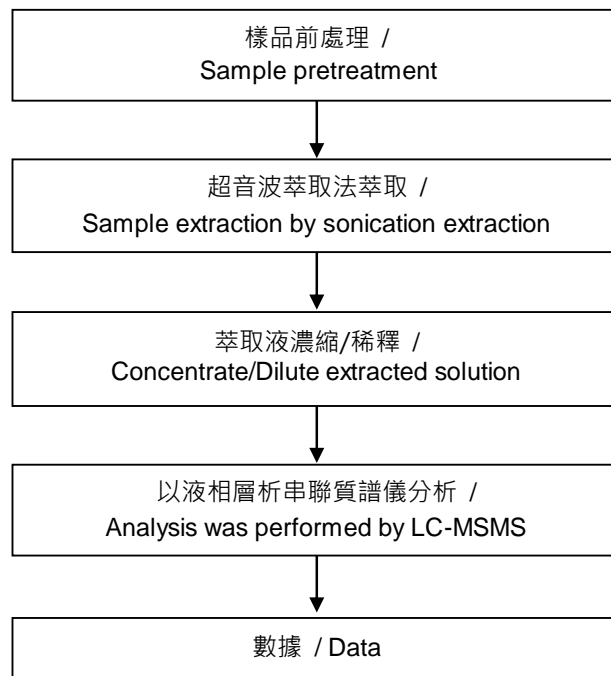 樣品前處理 /
Sample pretreatment
超音波萃取法萃取 /
Sample extraction by sonication extraction
萃取液濃縮/稀釋 /
Concentrate/Dilute extracted solution
以液相層析串聯質譜儀分析 /
Analysis was performed by LC-MSMS
數據 / Data